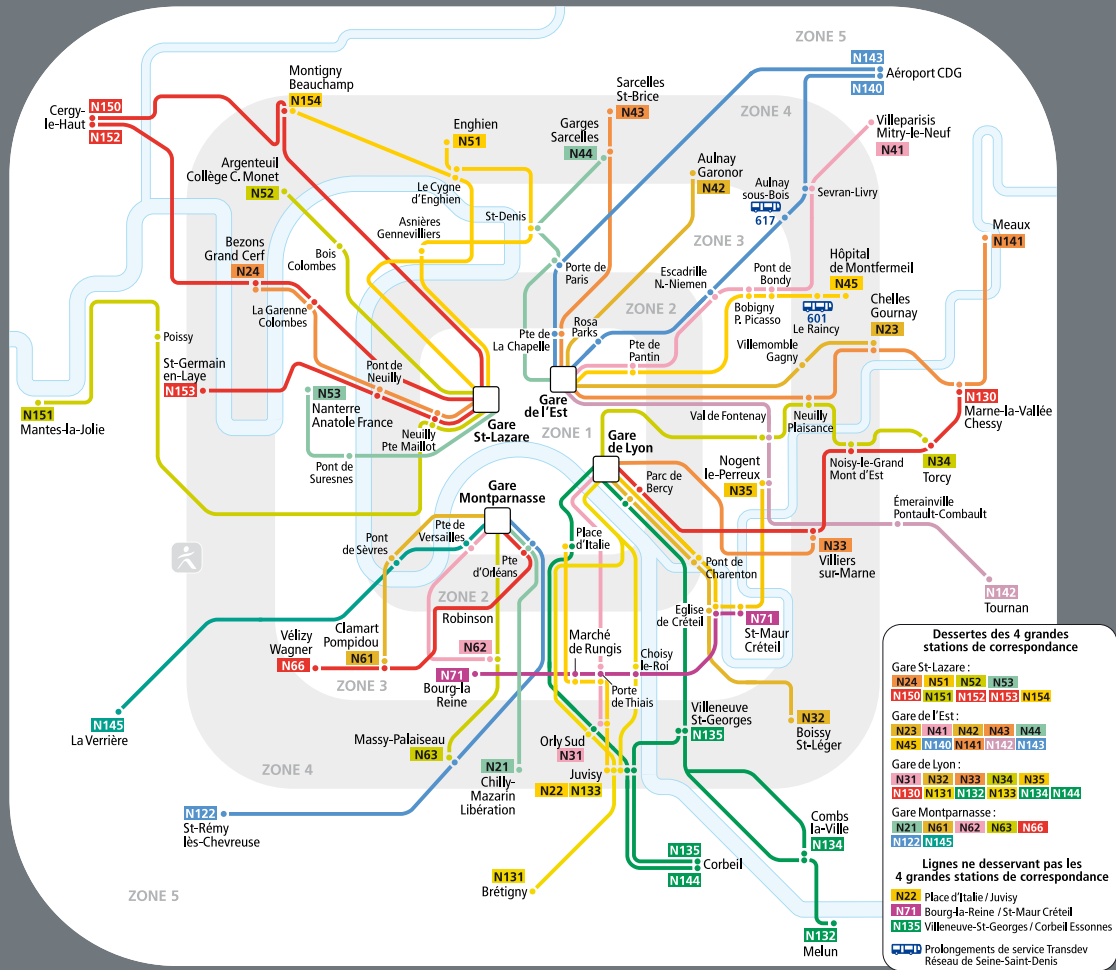 ZONE 5
N143
Aéroport CDG
N140
Montigny
Beauchamp
N154
Sarcelles
St-Brice
N43
ZONE 4
Cergy-
le-Haut
N150
N152
Enghien
N51
Garges
Sarcelles
N44
Villeparisis
Mitry-le-Neuf
N41
Argenteuil
Collège C. Monet
N52
Aulnay
Garonor
N42
Le Cygne
d'Enghien
Aulnay
sous-Bois
617
Sevran-Livry
St-Denis
Asnières
Gennevilliers
Meaux
N141
Bezons
Grand Cerf
N24
Bois
Colombes
ZONE 3
Porte de
Paris
Escadrille
N.-Niemen
Pont de
Bondy
Hôpital
de Montfermeil
N45
La Garenne
Colombes
ZONE 2
Bobigny
P. Picasso
601
Le Raincy
Chelles
Gournay
N23
Poissy
Pte de
La Chapelle
Rosa
Parks
Pte de
Pantin
Villemomble
Gagny
St-Germain
en-Laye
N153
Pont de
Neuilly
N53
Nanterre
Anatole France
Gare
de l'Est
N130
Marne-la-Vallée
Chessy
N151
Mantes-la-Jolie
Neuilly
Pte Maillot
Gare
St-Lazare
ZONE 1
Gare
de Lyon
Val de Fontenay
Neuilly
Plaisance
Pont de
Suresnes
Noisy-le-Grand
Mont d'Est
N34
Torcy
Nogent
le-Perreux
N35
Parc de
Bercy
Gare
Montparnasse
Émerainville
Pontault-Combault
Pte de
Versailles
Pont
de Sèvres
Place
d'Italie
N33
Villiers
sur-Marne
Pte
d'Orléans
Pont de
Charenton
ZONE 2
N142
Tournan
Robinson
Eglise
de Créteil
N71
St-Maur
Créteil
Vélizy
Wagner
N66
Clamart
Pompidou
N61
N62
Marché
de Rungis
Choisy
le-Roi
ZONE 3
N71
Bourg-la
Reine
Porte
de Thiais
N145
La Verrière
Villeneuve
St-Georges
N135
N32
Boissy
St-Léger
Massy-Palaiseau
N63
Orly Sud
N31
ZONE 4
N21
Chilly-
Mazarin
Libération
Juvisy
N22
N133
N122
St-Rémy
lès-Chevreuse
Combs
la-Ville
N134
N135
Corbeil
N144
N131
Brétigny
ZONE 5
N132
Melun
Dessertes des 4 grandes
stations de correspondance
Gare St-Lazare :
N24 N51 N52 N53
N150 N151 N152 N153 N154
Gare de l'Est :
N23 N41 N42 N43 N44
N45 N140 N141 N142 N143
Gare de Lyon :
N31 N32 N33 N34 N35
N130 N131 N132 N133 N134 N144
Gare Montparnasse :
N21 N61 N62 N63 N66
N122 N145
Lignes ne desservant pas les
4 grandes stations de correspondance
N22 Place d'Italie / Juvisy
N71 Bourg-la-Reine / St-Maur Créteil
N135 Villeneuve-St-Georges / Corbeil Essonnes
Prolongements de service Transdev
Réseau de Seine-Saint-Denis